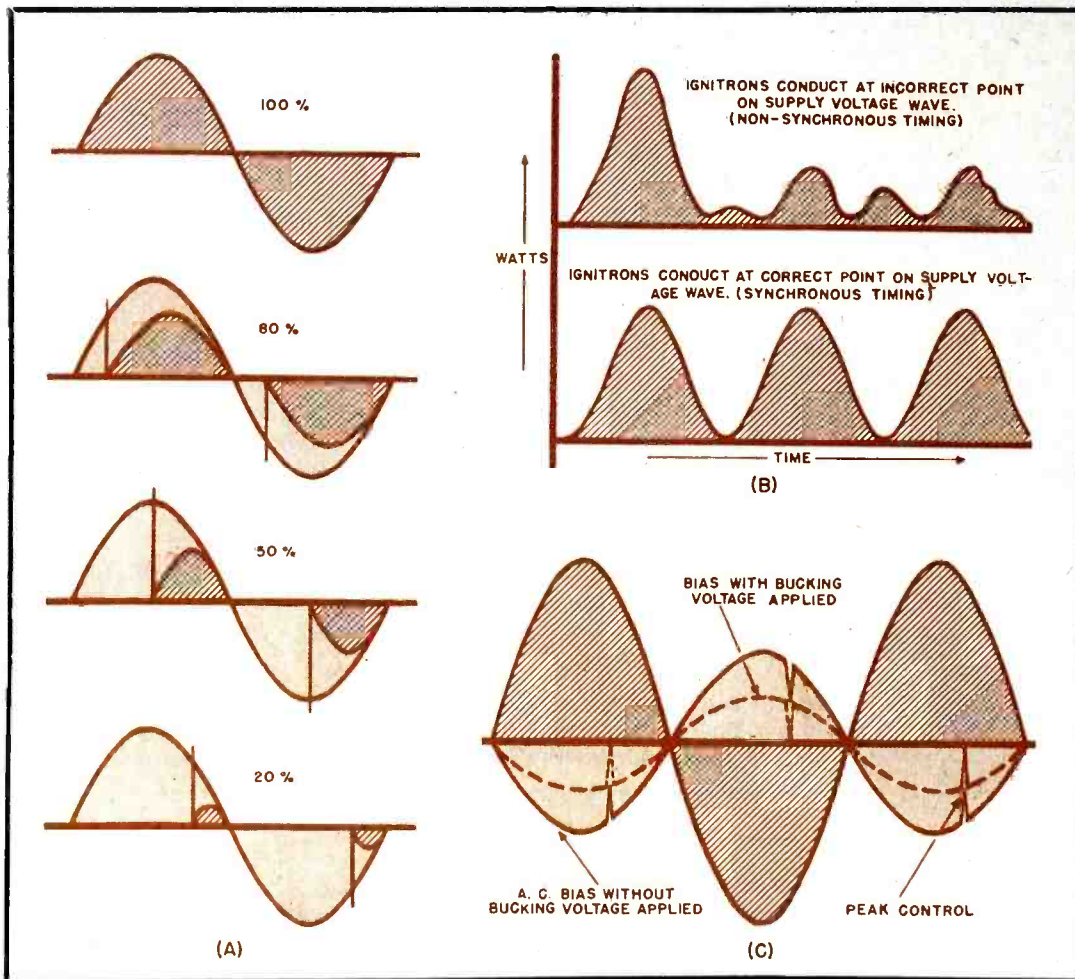 100 %
80 %
50 %
20 %
(A)
IGNITRONS CONDUCT AT INCORRECT POINT
ON SUPPLY VOLTAGE WAVE.
(NON-SYNCHRONOUS TIMING)
WATTS
IGNITRONS CONDUCT AT CORRECT POINT ON SUPPLY VOLT-
AGE WAVE. (SYNCHRONOUS TIMING)
TIME
(B)
BIAS WITH BUCKING
VOLTAGE APPLIED
A. C. BIAS WITHOUT
BUCKING VOLTAGE APPLIED
PEAK CONTROL
(C)